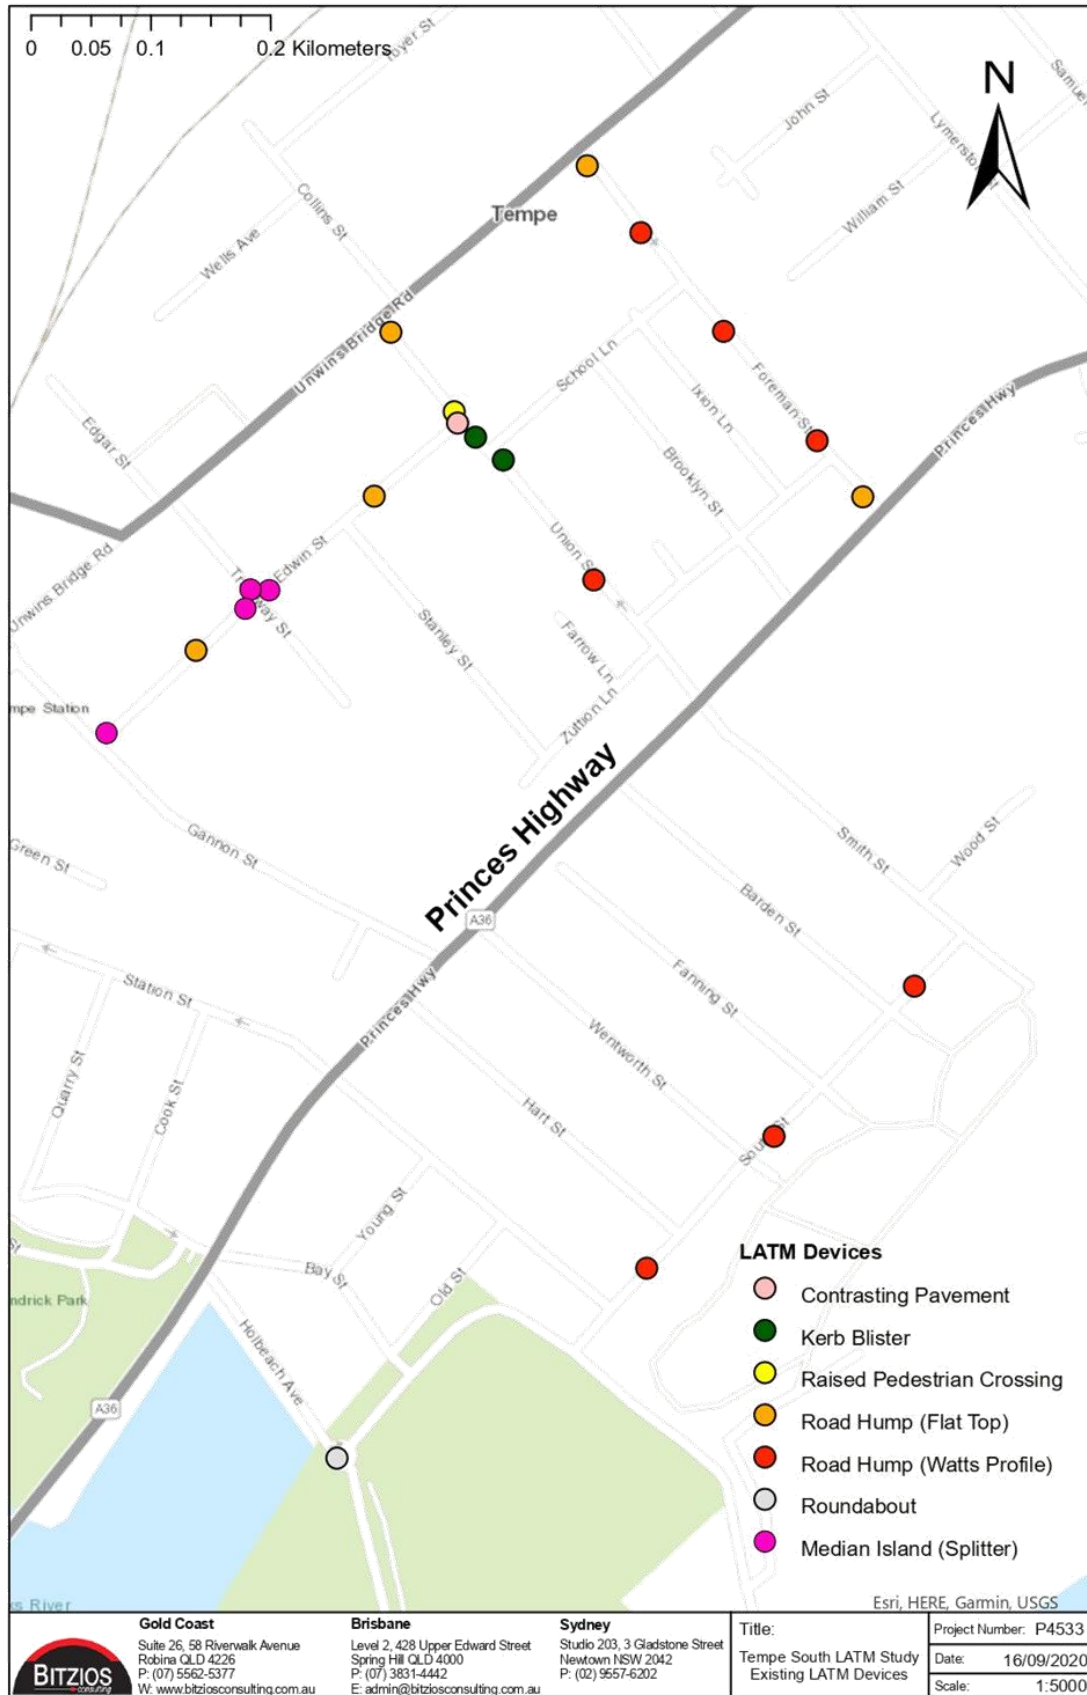 0 0.05 0.1 0.2 Kilometers
N
John St
Lymerston St
William St
Collins St
Tempe
Wells Ave
Unwins Bridge Rd
School Ln
Foreman St
Ixion Ln
Princes Hwy
Edgar St
Brooklyn St
Union St
Edwin St
Unwins Bridge Rd
Stanley St
Farrow Ln
Zuttion Ln
Princes Highway
Gannon St
Green St
Smith St
Wood St
Barden St
A36
Fanning St
Station St
Princes Hwy
Wentworth St
Quarry St
Cook St
Hart St
South St
Young St
Bay St
Old St
Holbeach Ave
ndrick Park
A36
LATM Devices
Contrasting Pavement
Kerb Blister
Raised Pedestrian Crossing
Road Hump (Flat Top)
Road Hump (Watts Profile)
Roundabout
Median Island (Splitter)
Esri, HERE, Garmin, USGS
ks River
BITZIOS
consulting
Gold Coast
Suite 26, 58 Riverwalk Avenue
Robina QLD 4226
P: (07) 5562-5377
W: www.bitziosconsulting.com.au
Brisbane
Level 2, 428 Upper Edward Street
Spring Hill QLD 4000
P: (07) 3831-4442
E: admin@bitziosconsulting.com.au
Sydney
Studio 203, 3 Gladstone Street
Newtown NSW 2042
P: (02) 9557-6202
Title:
Tempe South LATM Study
Existing LATM Devices
Project Number: P4533
Date: 16/09/2020
Scale: 1:5000